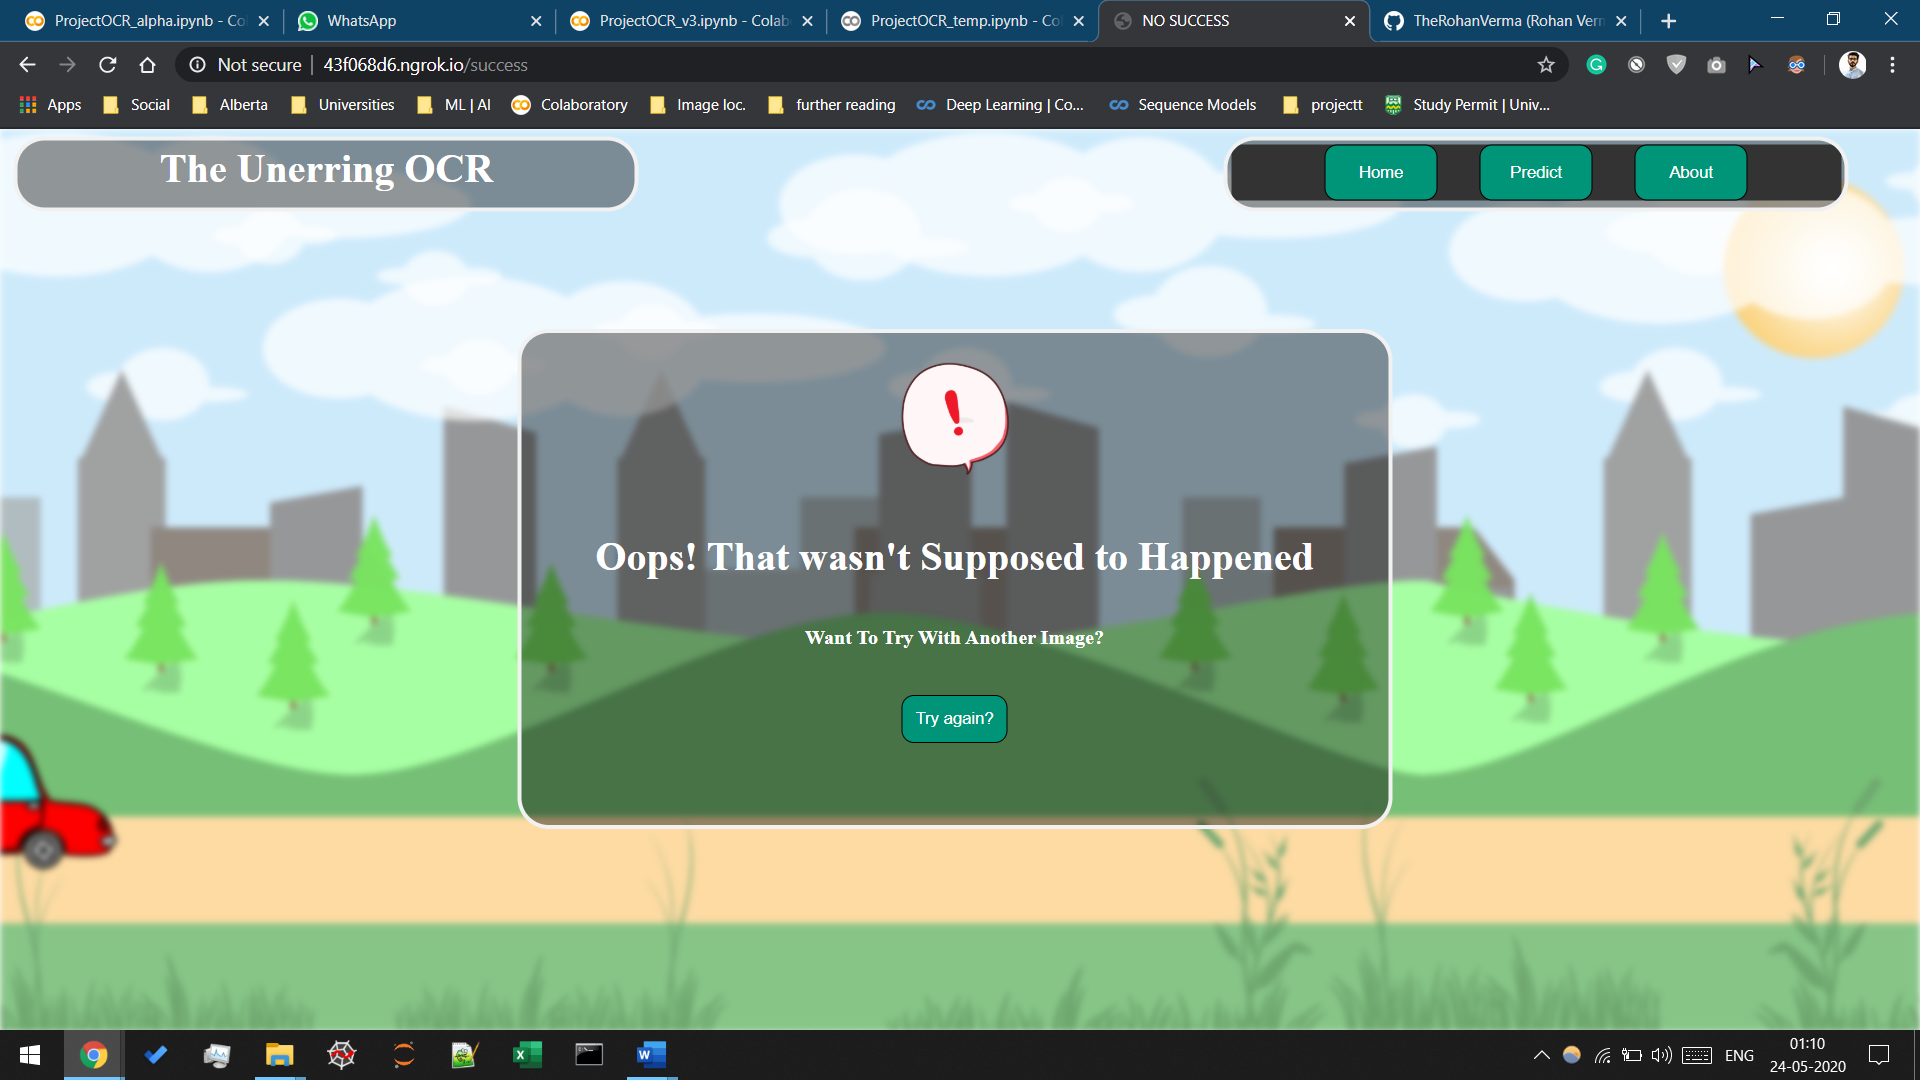 ProjectOCR_alpha.ipynb - Co
WhatsApp
ProjectOCR_v3.ipynb - Colab
ProjectOCR_temp.ipynb - Co
NO SUCCESS
TheRohanVerma (Rohan Verm
Not secure
43f068d6.ngrok.io/success
Apps
Social
Alberta
Universities
ML | AI
Colaboratory
Image loc.
further reading
Deep Learning | Co...
Sequence Models
projectt
Study Permit | Univ...
The Unerring OCR
Home
Predict
About
Oops! That wasn't Supposed to Happened
Want To Try With Another Image?
Try again?
ENG
01:10
24-05-2020